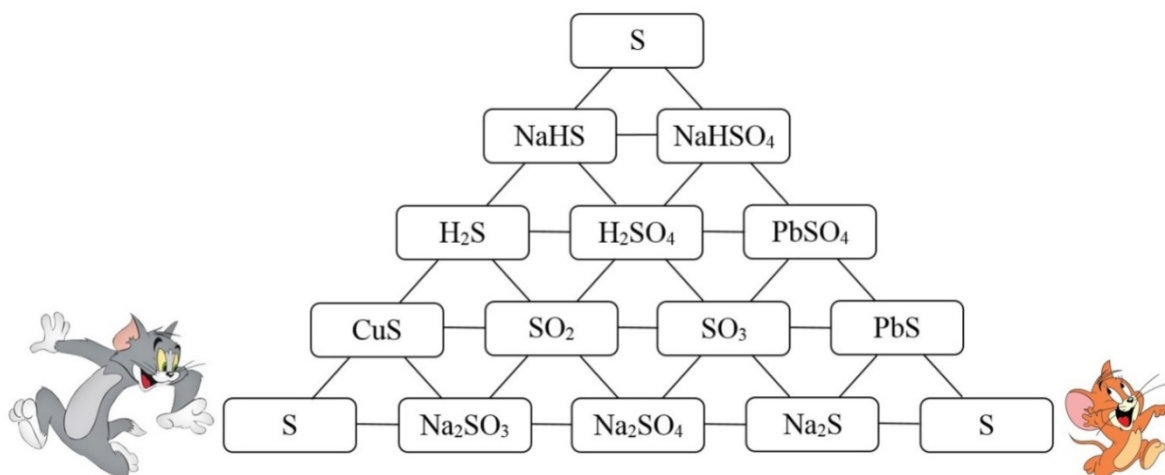 S
NaHS NaHSO₄
H₂S H₂SO₄ PbSO₄
CuS SO₂ SO₃ PbS
S Na₂SO₃ Na₂SO₄ Na₂S S